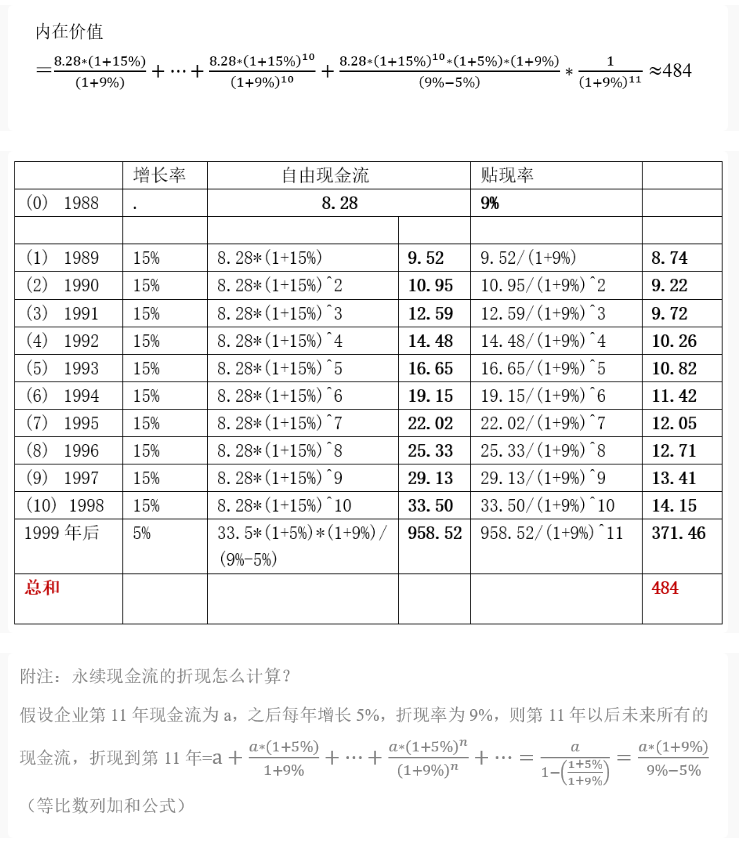 内在价值
=8.28*(1+15%)/(1+9%) + ⋯ + 8.28*(1+15%)^10/(1+9%)^10 + 8.28*(1+15%)^10*(1+5%)*(1+9%)/(9%−5%) * 1/(1+9%)^11 ≈484
增长率 自由现金流 贴现率
(0) 1988 . 8.28 9%
(1) 1989 15% 8.28*(1+15%) 9.52 9.52/(1+9%) 8.74
(2) 1990 15% 8.28*(1+15%)^2 10.95 10.95/(1+9%)^2 9.22
(3) 1991 15% 8.28*(1+15%)^3 12.59 12.59/(1+9%)^3 9.72
(4) 1992 15% 8.28*(1+15%)^4 14.48 14.48/(1+9%)^4 10.26
(5) 1993 15% 8.28*(1+15%)^5 16.65 16.65/(1+9%)^5 10.82
(6) 1994 15% 8.28*(1+15%)^6 19.15 19.15/(1+9%)^6 11.42
(7) 1995 15% 8.28*(1+15%)^7 22.02 22.02/(1+9%)^7 12.05
(8) 1996 15% 8.28*(1+15%)^8 25.33 25.33/(1+9%)^8 12.71
(9) 1997 15% 8.28*(1+15%)^9 29.13 29.13/(1+9%)^9 13.41
(10) 1998 15% 8.28*(1+15%)^10 33.50 33.50/(1+9%)^10 14.15
1999 年后 5% 33.5*(1+5%)*(1+9%)/ 958.52 958.52/(1+9%)^11 371.46
(9%-5%)
总和 484
附注：永续现金流的折现怎么计算？
假设企业第 11 年现金流为 a，之后每年增长 5%，折现率为 9%，则第 11 年以后未来所有的
现金流，折现到第 11 年=a + a*(1+5%)/1+9% + ⋯ + a*(1+5%)^n/(1+9%)^n + ⋯ = a/1−(1+5%/1+9%) = a*(1+9%)/9%−5%
（等比数列加和公式）